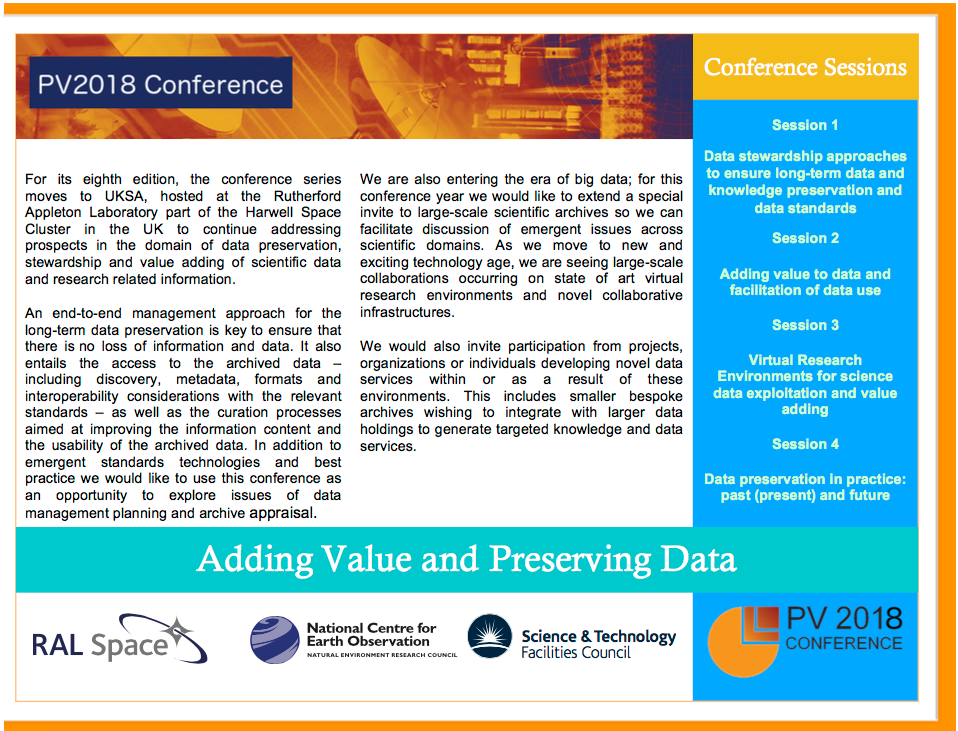 PV2018 Conference
For its eighth edition, the conference series
moves to UKSA, hosted at the Rutherford
Appleton Laboratory part of the Harwell Space
Cluster in the UK to continue addressing
prospects in the domain of data preservation,
stewardship and value adding of scientific data
and research related information.
An end-to-end management approach for the
long-term data preservation is key to ensure that
there is no loss of information and data. It also
entails the access to the archived data –
including discovery, metadata, formats and
interoperability considerations with the relevant
standards – as well as the curation processes
aimed at improving the information content and
the usability of the archived data. In addition to
emergent standards technologies and best
practice we would like to use this conference as
an opportunity to explore issues of data
management planning and archive appraisal.
We are also entering the era of big data; for this
conference year we would like to extend a special
invite to large-scale scientific archives so we can
facilitate discussion of emergent issues across
scientific domains. As we move to new and
exciting technology age, we are seeing large-scale
collaborations occurring on state of art virtual
research environments and novel collaborative
infrastructures.
We would also invite participation from projects,
organizations or individuals developing novel data
services within or as a result of these
environments. This includes smaller bespoke
archives wishing to integrate with larger data
holdings to generate targeted knowledge and data
services.
Conference Sessions
Session 1
Data stewardship approaches
to ensure long-term data and
knowledge preservation and
data standards
Session 2
Adding value to data and
facilitation of data use
Session 3
Virtual Research
Environments for science
data exploitation and value
adding
Session 4
Data preservation in practice:
past (present) and future
Adding Value and Preserving Data
RAL Space
National Centre for
Earth Observation
NATURAL ENVIRONMENT RESEARCH COUNCIL
Science & Technology
Facilities Council
PV 2018
CONFERENCE